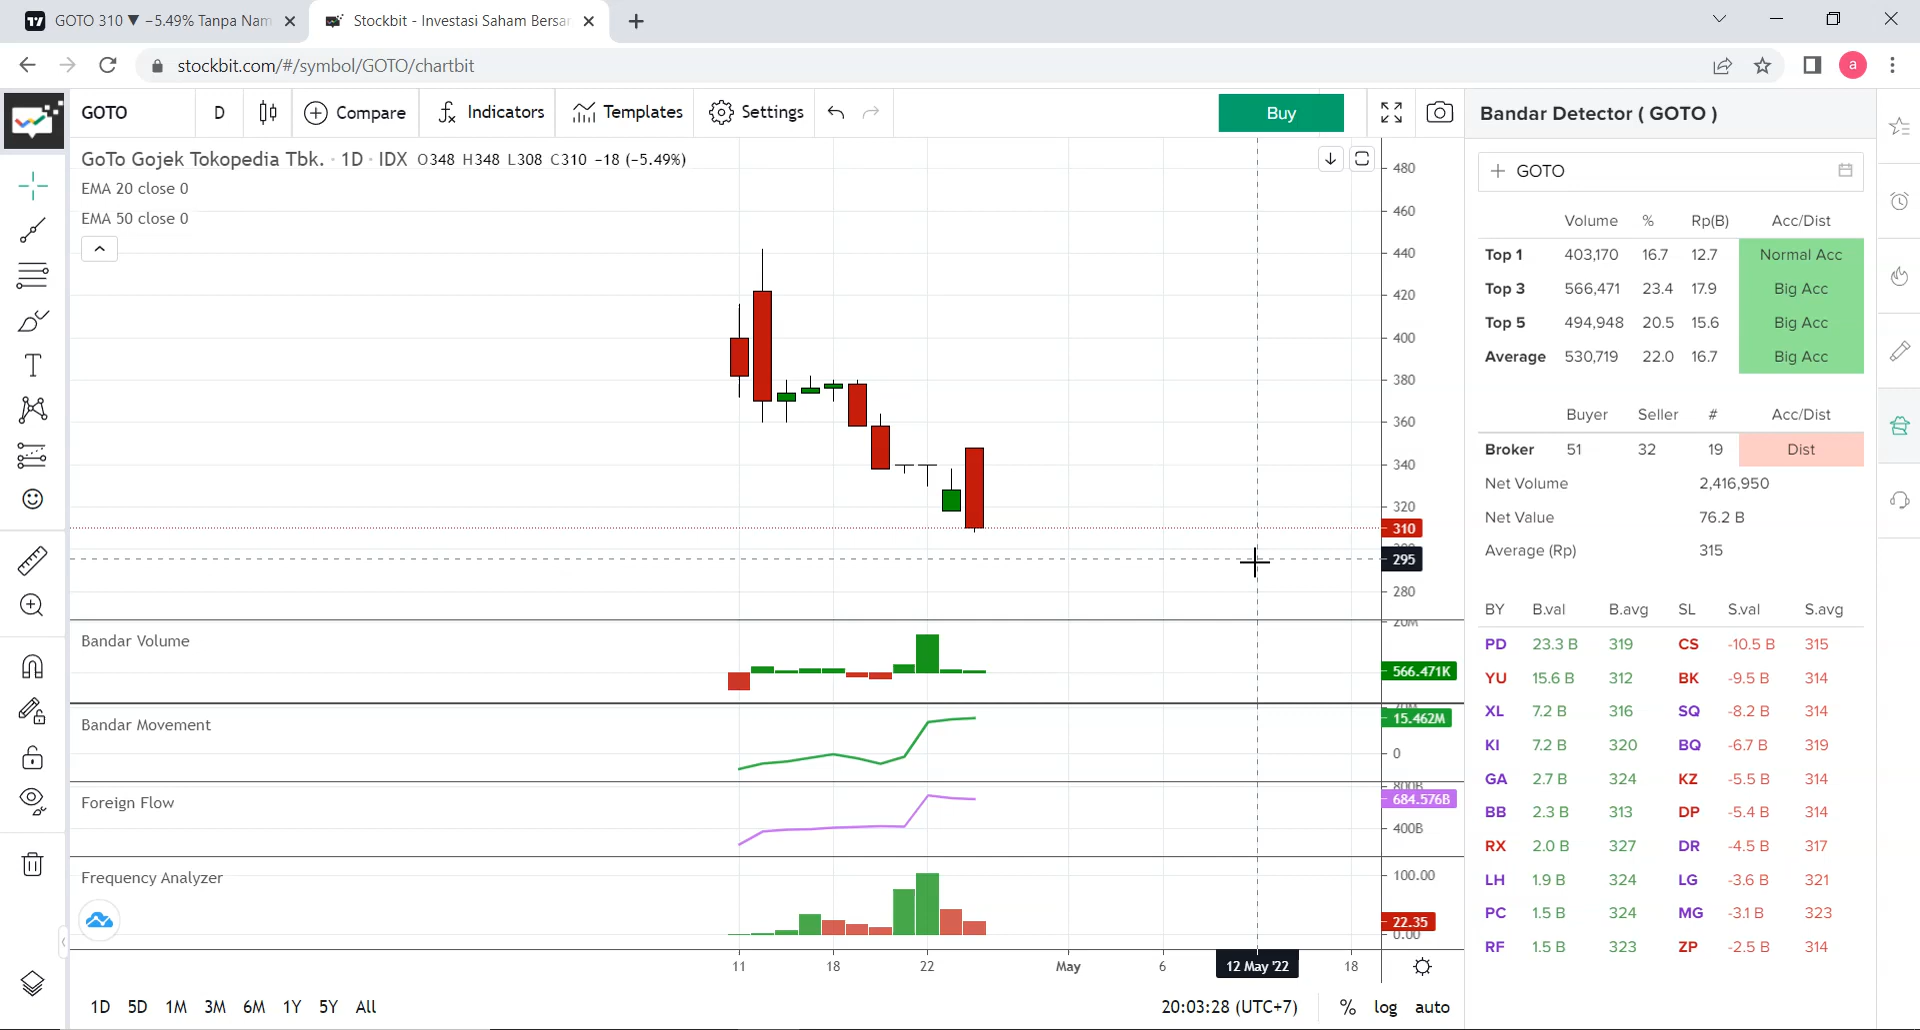 GOTO 310 ▼ −5.49% Tanpa Nam
Stockbit - Investasi Saham Bersa
stockbit.com/#/symbol/GOTO/chartbit
a
GOTO
D
Compare
Indicators
Templates
Settings
Buy
Bandar Detector ( GOTO )
GoTo Gojek Tokopedia Tbk. · 1D · IDX O348 H348 L308 C310 −18 (−5.49%)
EMA 20 close 0
EMA 50 close 0
480
460
440
420
400
380
360
340
320
310
295
280
Bandar Volume
20M
566.471K
Bandar Movement
15.462M
0
Foreign Flow
800B
684.576B
400B
Frequency Analyzer
100.00
22.35
0.00
11 18 22 May 6 12 May '22 18
1D 5D 1M 3M 6M 1Y 5Y All
20:03:28 (UTC+7) % log auto
GOTO
Volume % Rp(B) Acc/Dist
Top 1 403,170 16.7 12.7 Normal Acc
Top 3 566,471 23.4 17.9 Big Acc
Top 5 494,948 20.5 15.6 Big Acc
Average 530,719 22.0 16.7 Big Acc
Buyer Seller # Acc/Dist
Broker 51 32 19 Dist
Net Volume 2,416,950
Net Value 76.2 B
Average (Rp) 315
BY B.val B.avg SL S.val S.avg
PD 23.3 B 319 CS -10.5 B 315
YU 15.6 B 312 BK -9.5 B 314
XL 7.2 B 316 SQ -8.2 B 314
KI 7.2 B 320 BQ -6.7 B 319
GA 2.7 B 324 KZ -5.5 B 314
BB 2.3 B 313 DP -5.4 B 314
RX 2.0 B 327 DR -4.5 B 317
LH 1.9 B 324 LG -3.6 B 321
PC 1.5 B 324 MG -3.1 B 323
RF 1.5 B 323 ZP -2.5 B 314